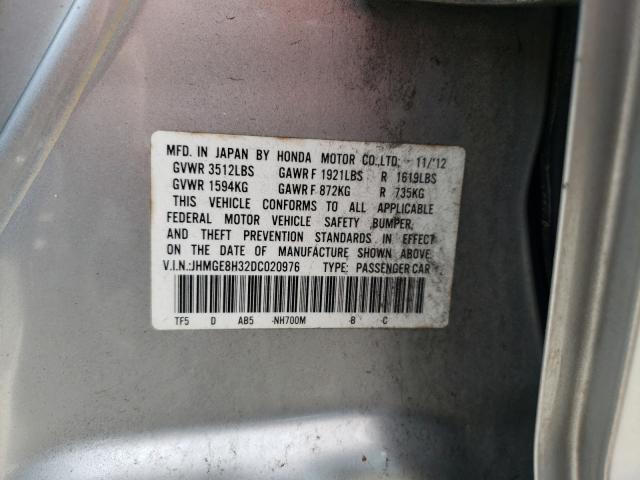 MFD. IN JAPAN BY HONDA MOTOR CO.,LTD. 11/'12
GVWR 3512LBS GAWR F 1921LBS R 1619LBS
GVWR 1594KG GAWR F 872KG R 735KG
THIS VEHICLE CONFORMS TO ALL APPLICABLE
FEDERAL MOTOR VEHICLE SAFETY, BUMPER,
AND THEFT PREVENTION STANDARDS IN EFFECT
ON THE DATE OF MANUFACTURE SHOWN ABOVE.
V.I.N.:JHMGE8H32DC020976 TYPE: PASSENGER CAR
TF5 D AB5 -NH700M -B -C